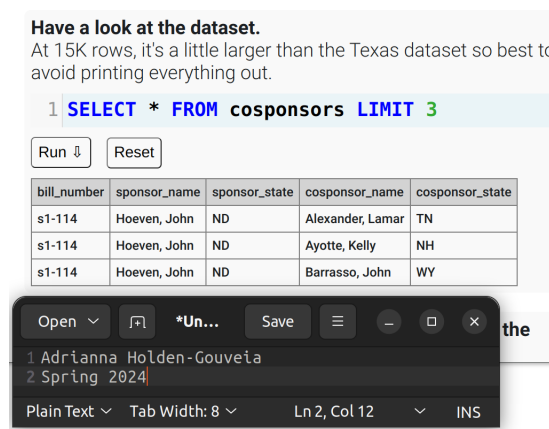 Have a look at the dataset.
At 15K rows, it's a little larger than the Texas dataset so best to
avoid printing everything out.
1 SELECT * FROM cosponsors LIMIT 3
Run ⇩ Reset
bill_number sponsor_name sponsor_state cosponsor_name cosponsor_state
s1-114 Hoeven, John ND Alexander, Lamar TN
s1-114 Hoeven, John ND Ayotte, Kelly NH
s1-114 Hoeven, John ND Barrasso, John WY
Open *Un... Save
the
1 Adrianna Holden-Gouveia
2 Spring 2024
Plain Text Tab Width: 8 Ln 2, Col 12 INS